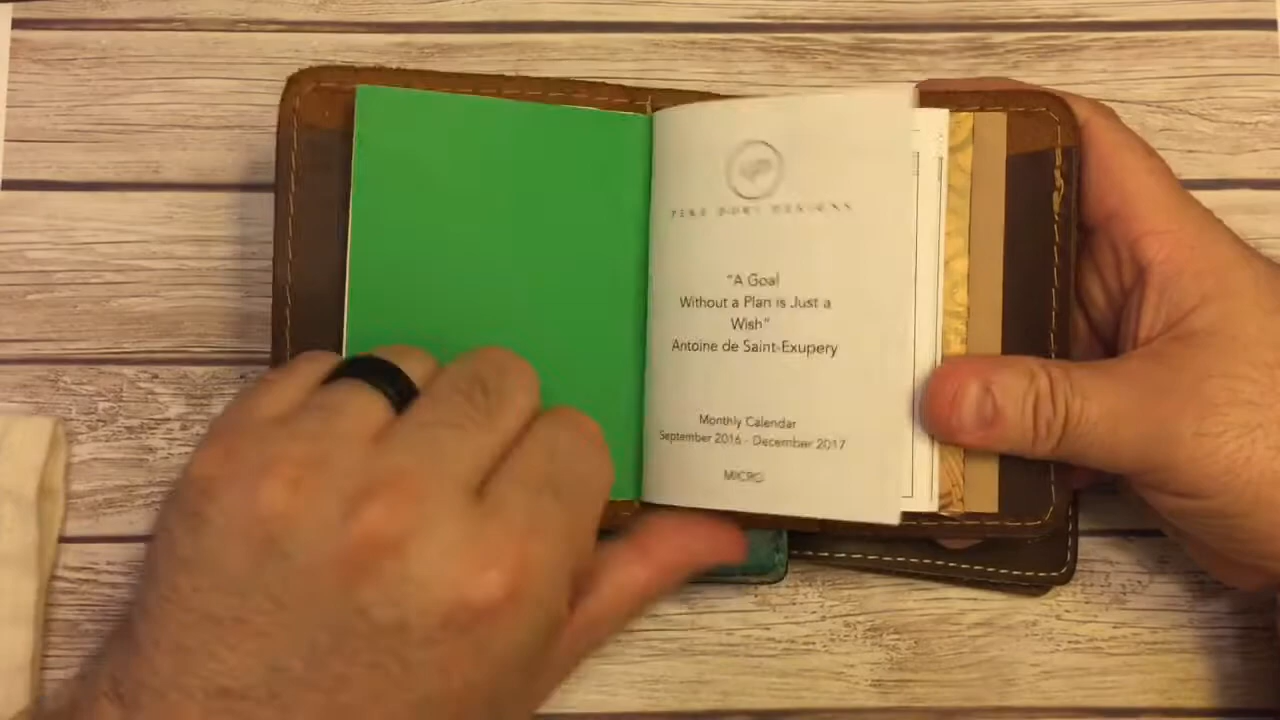 "A Goal
Without a Plan is Just a
Wish"
Antoine de Saint-Exupery
Monthly Calendar
September 2016 - December 2017
MICRO